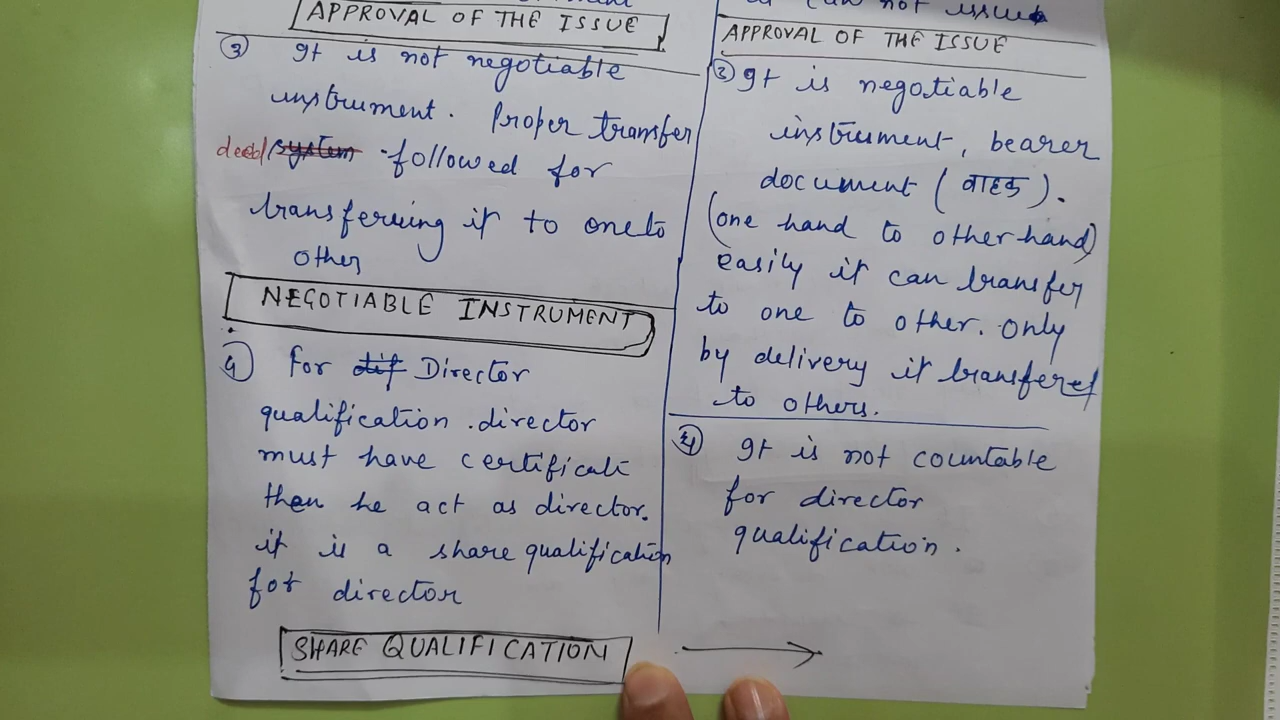 APPROVAL OF THE ISSUE
③ It is not negotiable
instrument. Proper transfer
deed/system followed for
transferring it to one to
other
NEGOTIABLE INSTRUMENT
④ For dif Director
qualification. director
must have certificate
then he act as director.
it is a share qualification
for director
SHARE QUALIFICATION
can not issue
APPROVAL OF THE ISSUE
③ It is negotiable
instrument, bearer
document (वाहक).
(one hand to other hand)
easily it can transfer
to one to other. only
by delivery it transfered
to others.
④ It is not countable
for director
qualification.